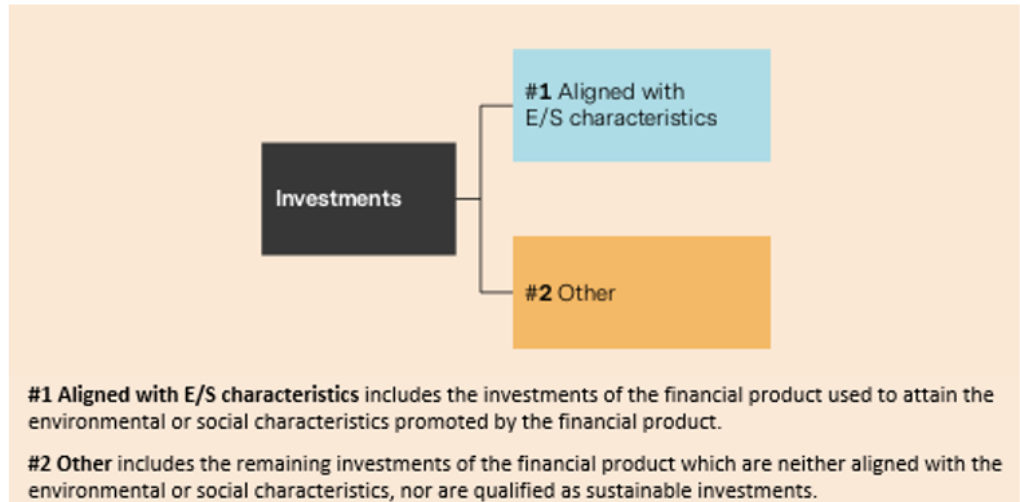 #1 Aligned with
E/S characteristics
Investments
#2 Other
#1 Aligned with E/S characteristics includes the investments of the financial product used to attain the
environmental or social characteristics promoted by the financial product.
#2 Other includes the remaining investments of the financial product which are neither aligned with the
environmental or social characteristics, nor are qualified as sustainable investments.